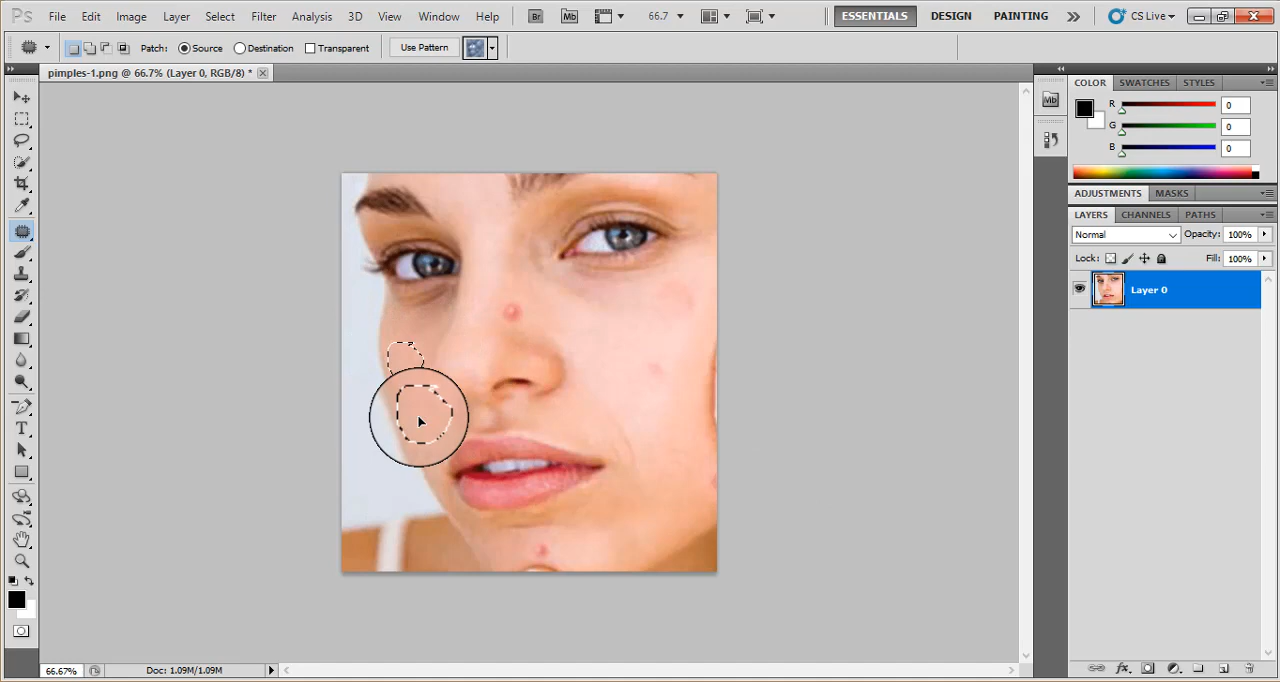 Ps File Edit Image Layer Select Filter Analysis 3D View Window Help Br Mb 66.7 ESSENTIALS DESIGN PAINTING CS Live
Patch: Source Destination Transparent Use Pattern
pimples-1.png @ 66.7% (Layer 0, RGB/8) *
Mb
COLOR SWATCHES STYLES
R 0
G 0
B 0
ADJUSTMENTS MASKS
LAYERS CHANNELS PATHS
Normal Opacity: 100%
Lock: Fill: 100%
Layer 0
T
66.67% Doc: 1.09M/1.09M
fx